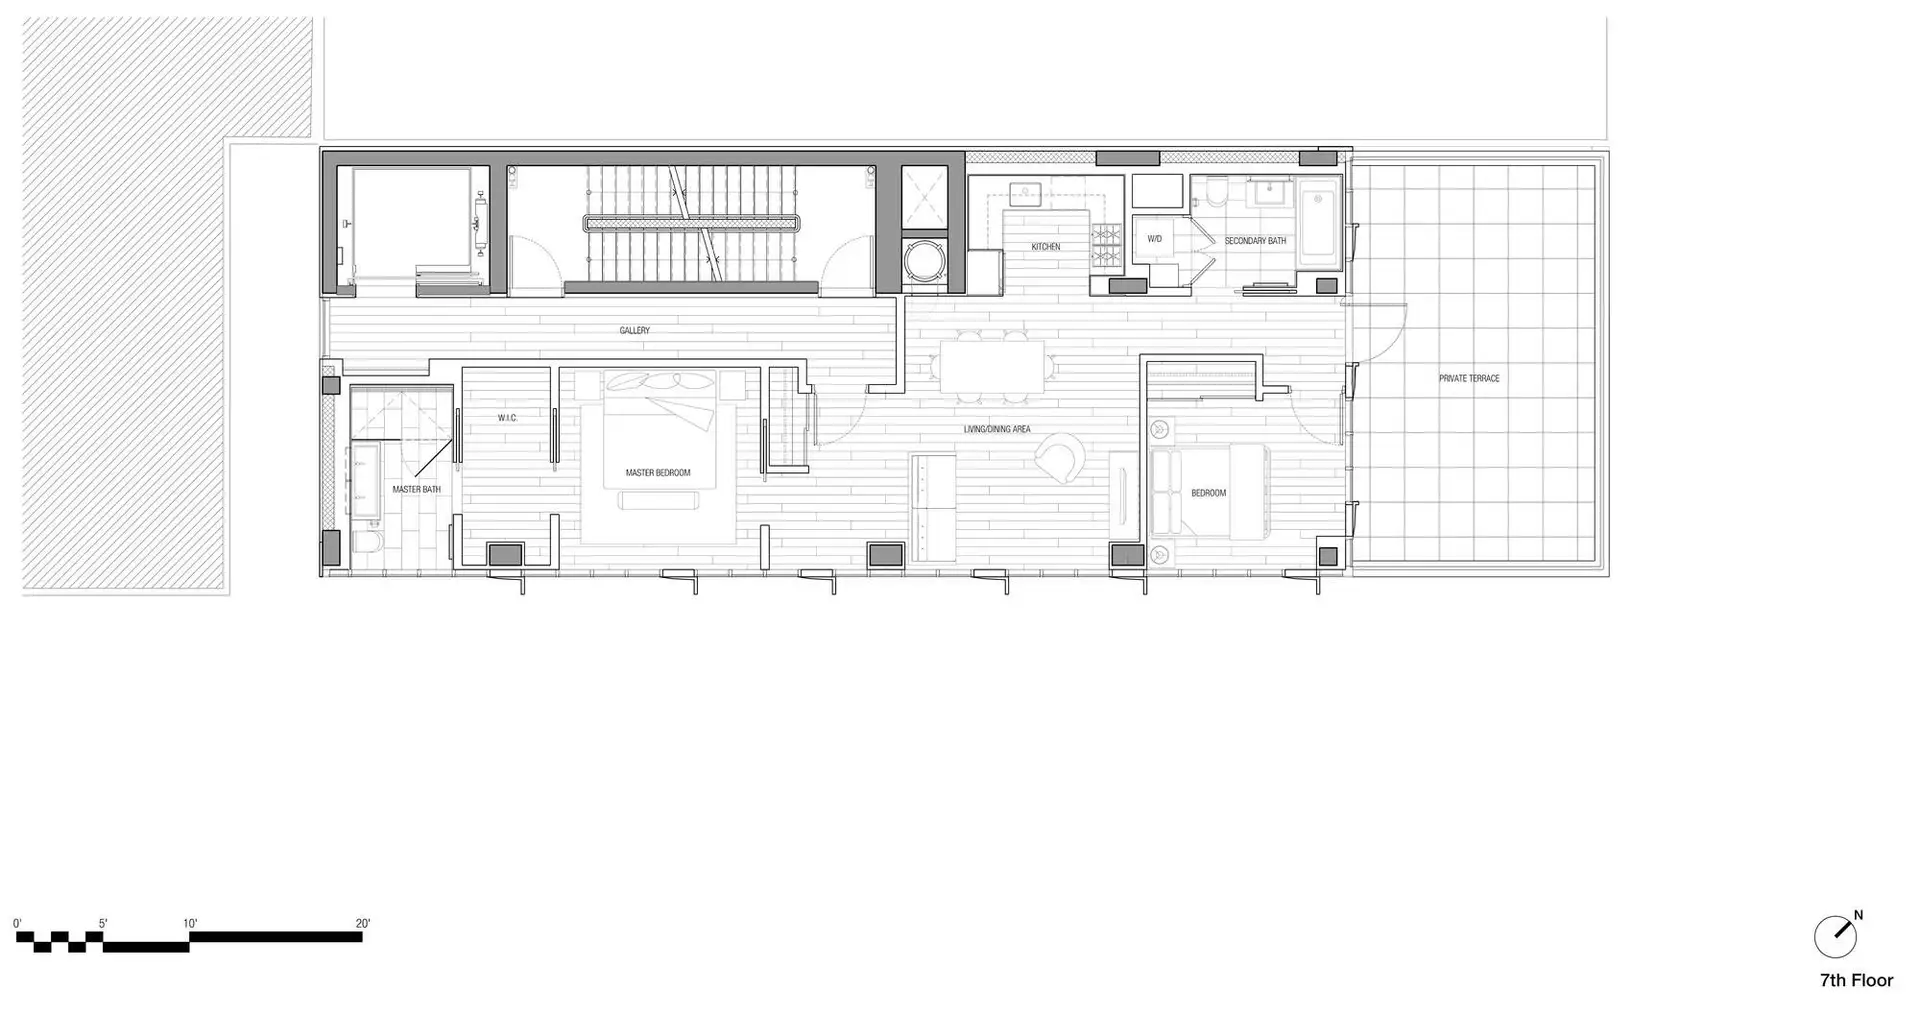 KITCHEN
W/D
SECONDARY BATH
GALLERY
PRIVATE TERRACE
W.I.C.
LIVING/DINING AREA
MASTER BEDROOM
MASTER BATH
BEDROOM
0' 5' 10' 20'
N
7th Floor